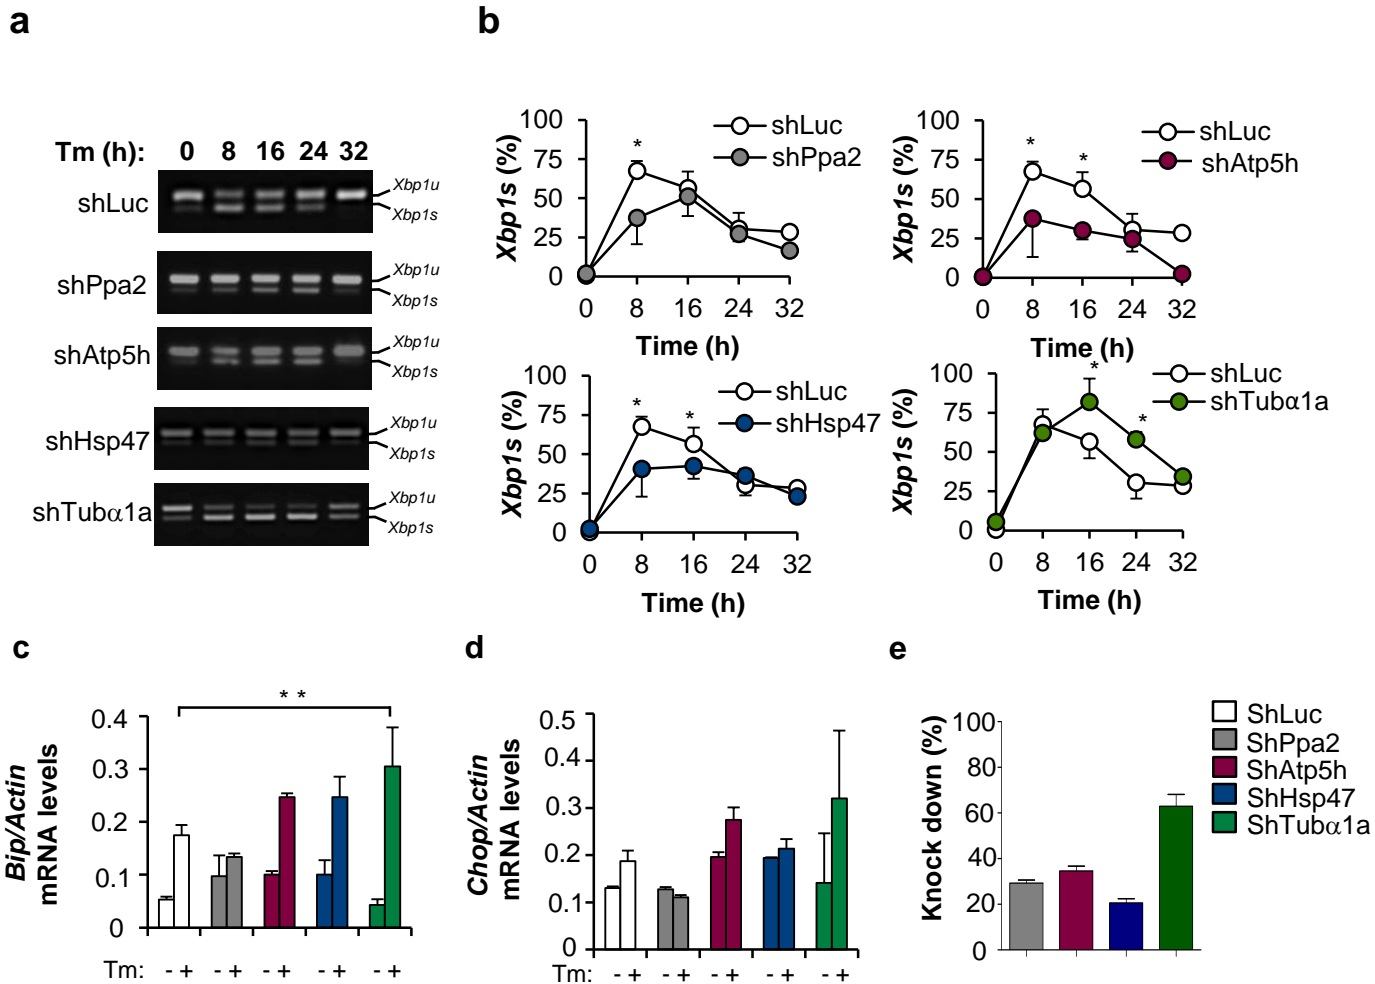 a
Tm (h): 0 8 16 24 32
shLuc
Xbp1u
Xbp1s
shPpa2
Xbp1u
Xbp1s
shAtp5h
Xbp1u
Xbp1s
shHsp47
Xbp1u
Xbp1s
shTubα1a
Xbp1u
Xbp1s
b
Xbp1s (%)
100
75
50
25
0
*
shLuc
shPpa2
0 8 16 24 32
Time (h)
Xbp1s (%)
100
75
50
25
0
* *
shLuc
shAtp5h
0 8 16 24 32
Time (h)
Xbp1s (%)
100
75
50
25
0
* *
shLuc
shHsp47
0 8 16 24 32
Time (h)
Xbp1s (%)
100
75
50
25
0
* *
shLuc
shTubα1a
0 8 16 24 32
Time (h)
c
Bip/Actin
mRNA levels
0.4
0.3
0.2
0.1
0
* *
Tm: - + - + - + - + - +
d
Chop/Actin
mRNA levels
0.5
0.4
0.3
0.2
0.1
0
Tm: - + - + - + - + - +
e
Knock down (%)
100
80
60
40
20
0
ShLuc
ShPpa2
ShAtp5h
ShHsp47
ShTubα1a